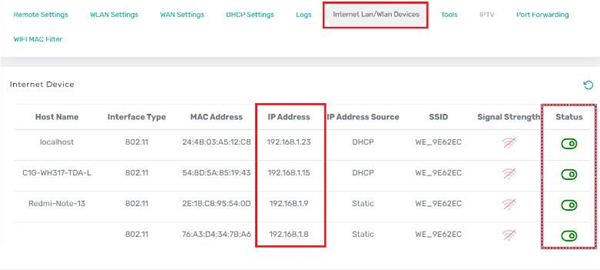 Remote Settings WLAN Settings WAN Settings DHCP Settings Logs Internet Lan/Wlan Devices Tools IPTV Port Forwarding
WIFI MAC Filter
Internet Device
Host Name Interface Type MAC Address IP Address IP Address Source SSID Signal Strength Status
localhost 802.11 24:4B:03:A5:12:C8 192.168.1.23 DHCP WE_9E62EC
C1G-WH317-TDA-L 802.11 54:8D:5A:85:19:43 192.168.1.15 DHCP WE_9E62EC
Redmi-Note-13 802.11 2E:18:C8:95:54:0D 192.168.1.9 Static WE_9E62EC
802.11 76:A3:D4:34:7B:A6 192.168.1.8 Static WE_9E62EC